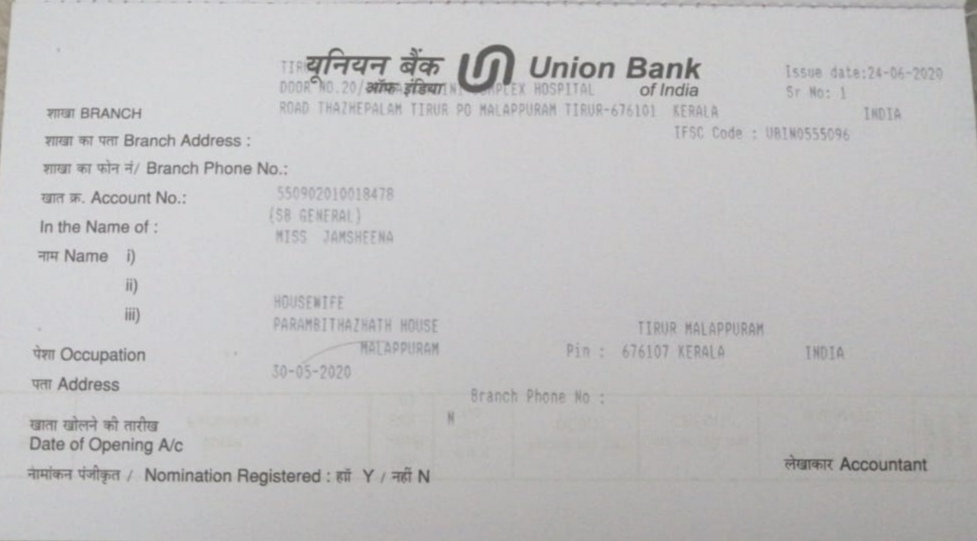 यूनियन बैंक Union Bank
ऑफ इंडिया of India
Issue date:24-06-2020
DOOR NO.20/ COMPLEX HOSPITAL Sr No: 1
शाखा BRANCH ROAD THAZHEPALAM TIRUR PO MALAPPURAM TIRUR-676101 KERALA INDIA
IFSC Code : UBIN0555096
शाखा का पता Branch Address :
शाखा का फोन नं/ Branch Phone No.:
खात क्र. Account No.: 550902010018478
(SB GENERAL)
In the Name of : MISS JAMSHEENA
नाम Name i)
ii)
HOUSEWIFE
iii) PARAMBITHAZHATH HOUSE TIRUR MALAPPURAM
पेशा Occupation MALAPPURAM Pin : 676107 KERALA INDIA
30-05-2020
पता Address
Branch Phone No :
N
खाता खोलने की तारीख
Date of Opening A/c
लेखाकार Accountant
नामांकन पंजीकृत / Nomination Registered : हाँ Y / नहीं N